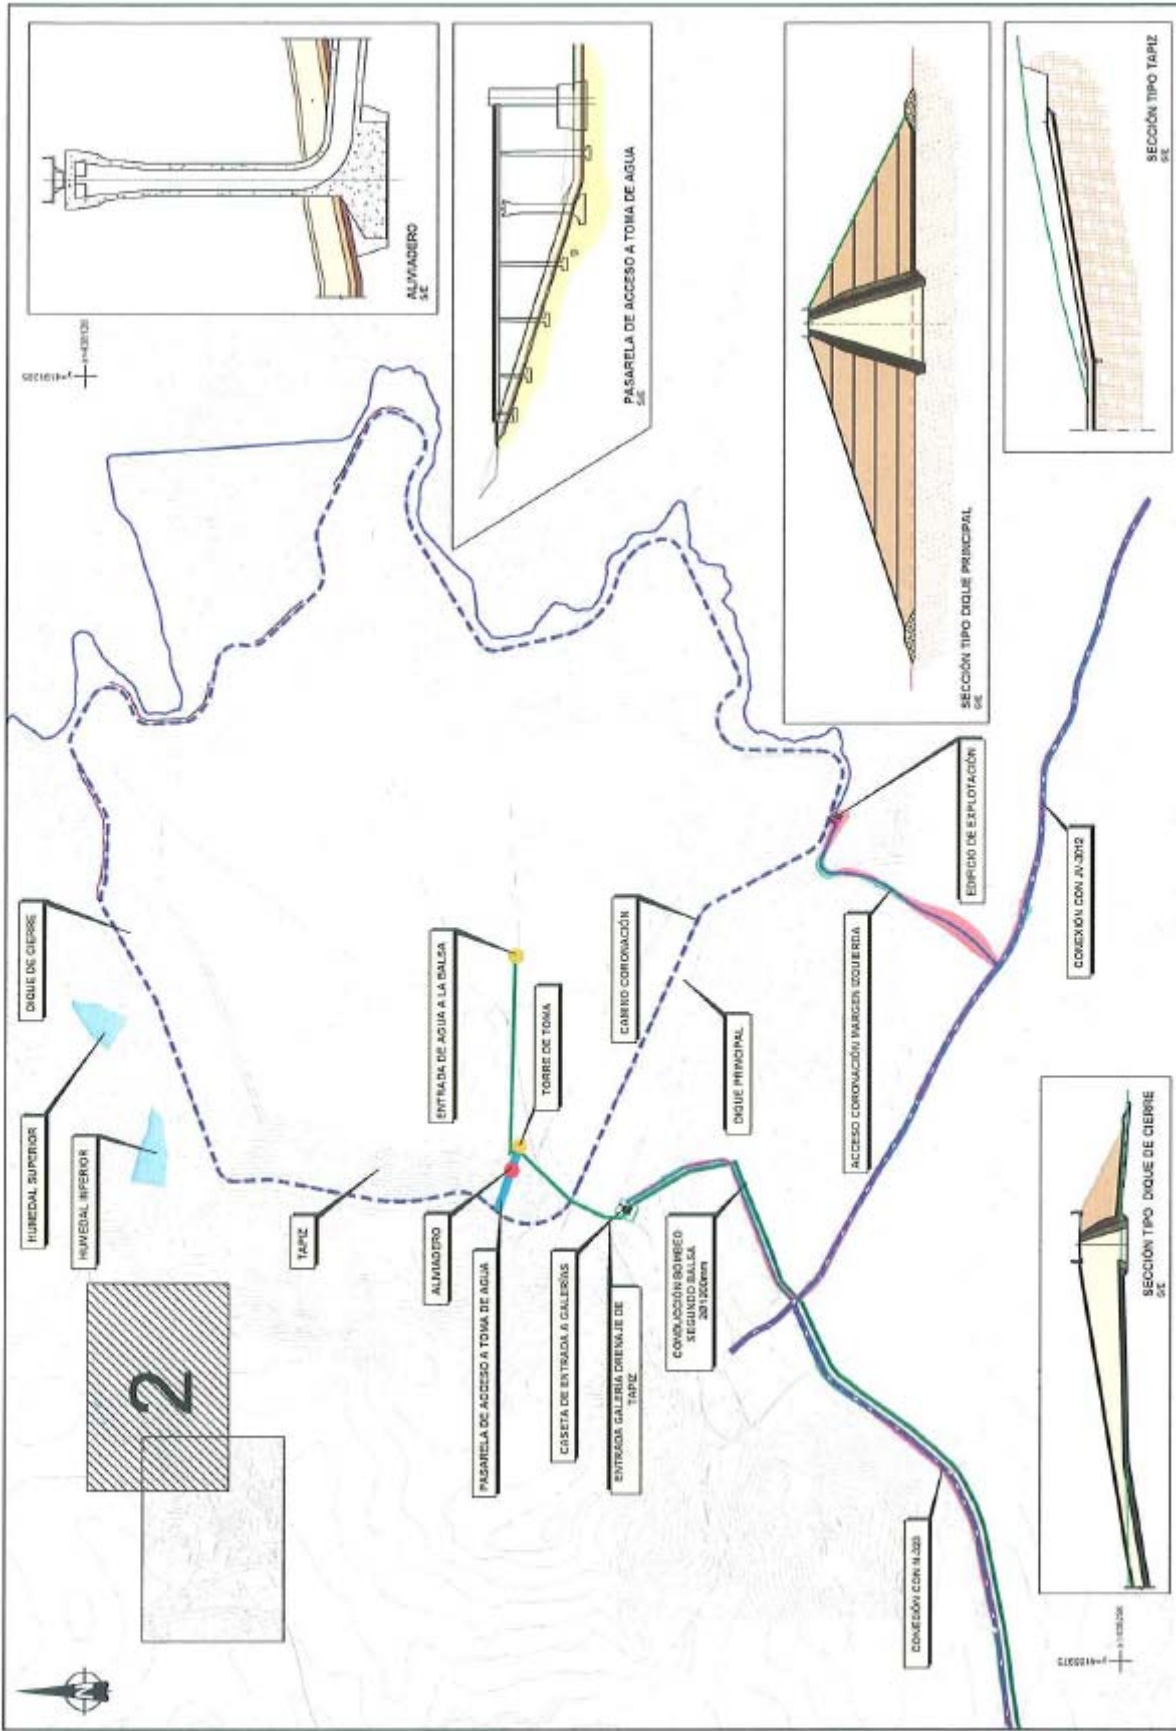 N
2
HUMEDAL SUPERIOR
HUMEDAL INFERIOR
DIQUE DE CIERRE
TAPIZ
ALIVIADERO
PASARELA DE ACCESO A TOMA DE AGUA
ENTRADA DE AGUA A LA BALSA
TORRE DE TOMA
CASETA DE ENTRADA A GALERÍAS
ENTRADA GALERÍA DRENAJE DE
TAPIZ
CAMINO CORONACIÓN
DIQUE PRINCIPAL
CONDUCCIÓN BOMBEO
SEGUNDO BALSA
2Ø1200mm
ACCESO CORONACIÓN MARGEN IZQUIERDA
EDIFICIO DE EXPLOTACIÓN
CONEXIÓN CON JV-3012
CONEXIÓN CON N-323
ALIVIADERO
S/E
PASARELA DE ACCESO A TOMA DE AGUA
S/E
SECCIÓN TIPO DIQUE PRINCIPAL
S/E
SECCIÓN TIPO TAPIZ
S/E
SECCIÓN TIPO DIQUE DE CIERRE
S/E